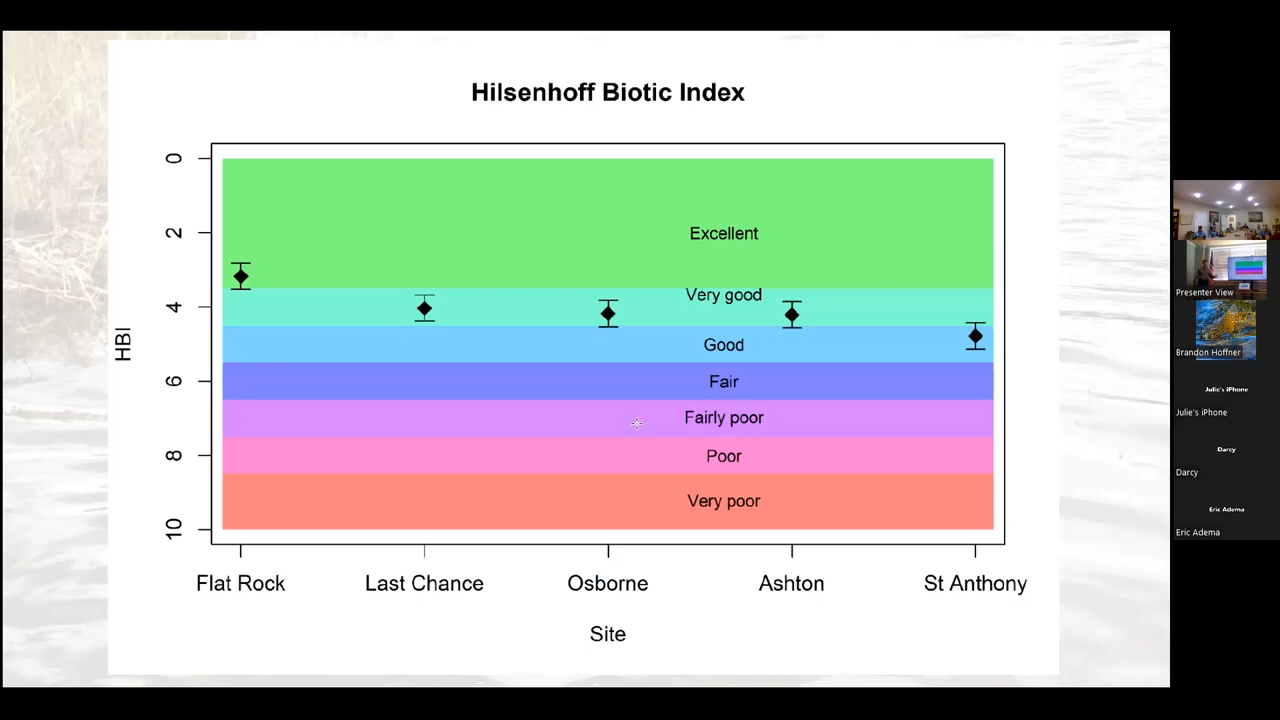 Hilsenhoff Biotic Index
0
2
4
6
8
10
HBI
Excellent
Very good
Good
Fair
Fairly poor
Poor
Very poor
Flat Rock
Last Chance
Osborne
Ashton
St Anthony
Site
Presenter View
Brandon Hoffner
Julie's iPhone
Julie's iPhone
Darcy
Darcy
Eric Adema
Eric Adema